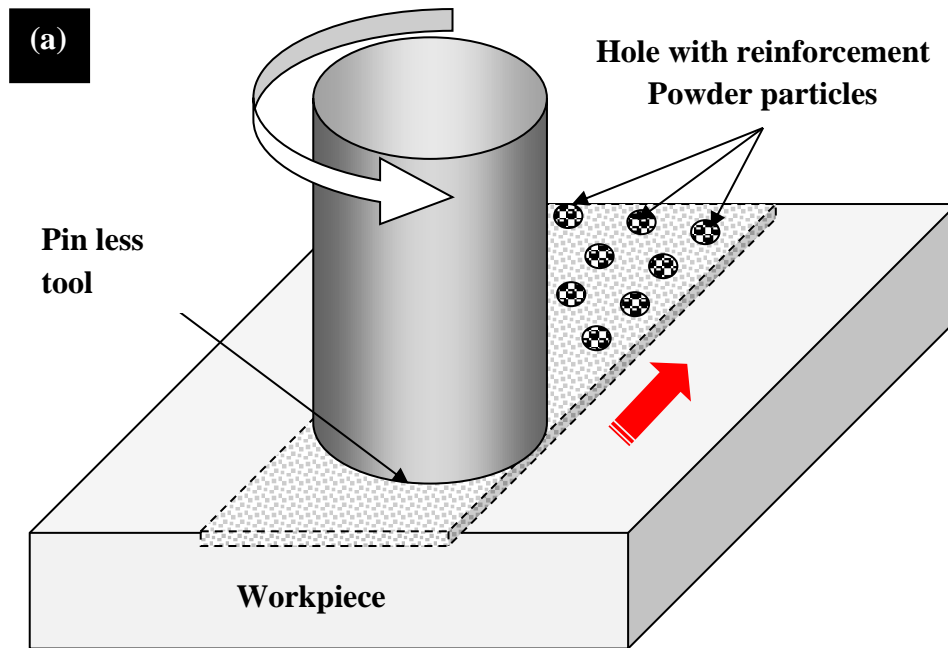 (a)
Hole with reinforcement
Powder particles
Pin less
tool
Workpiece